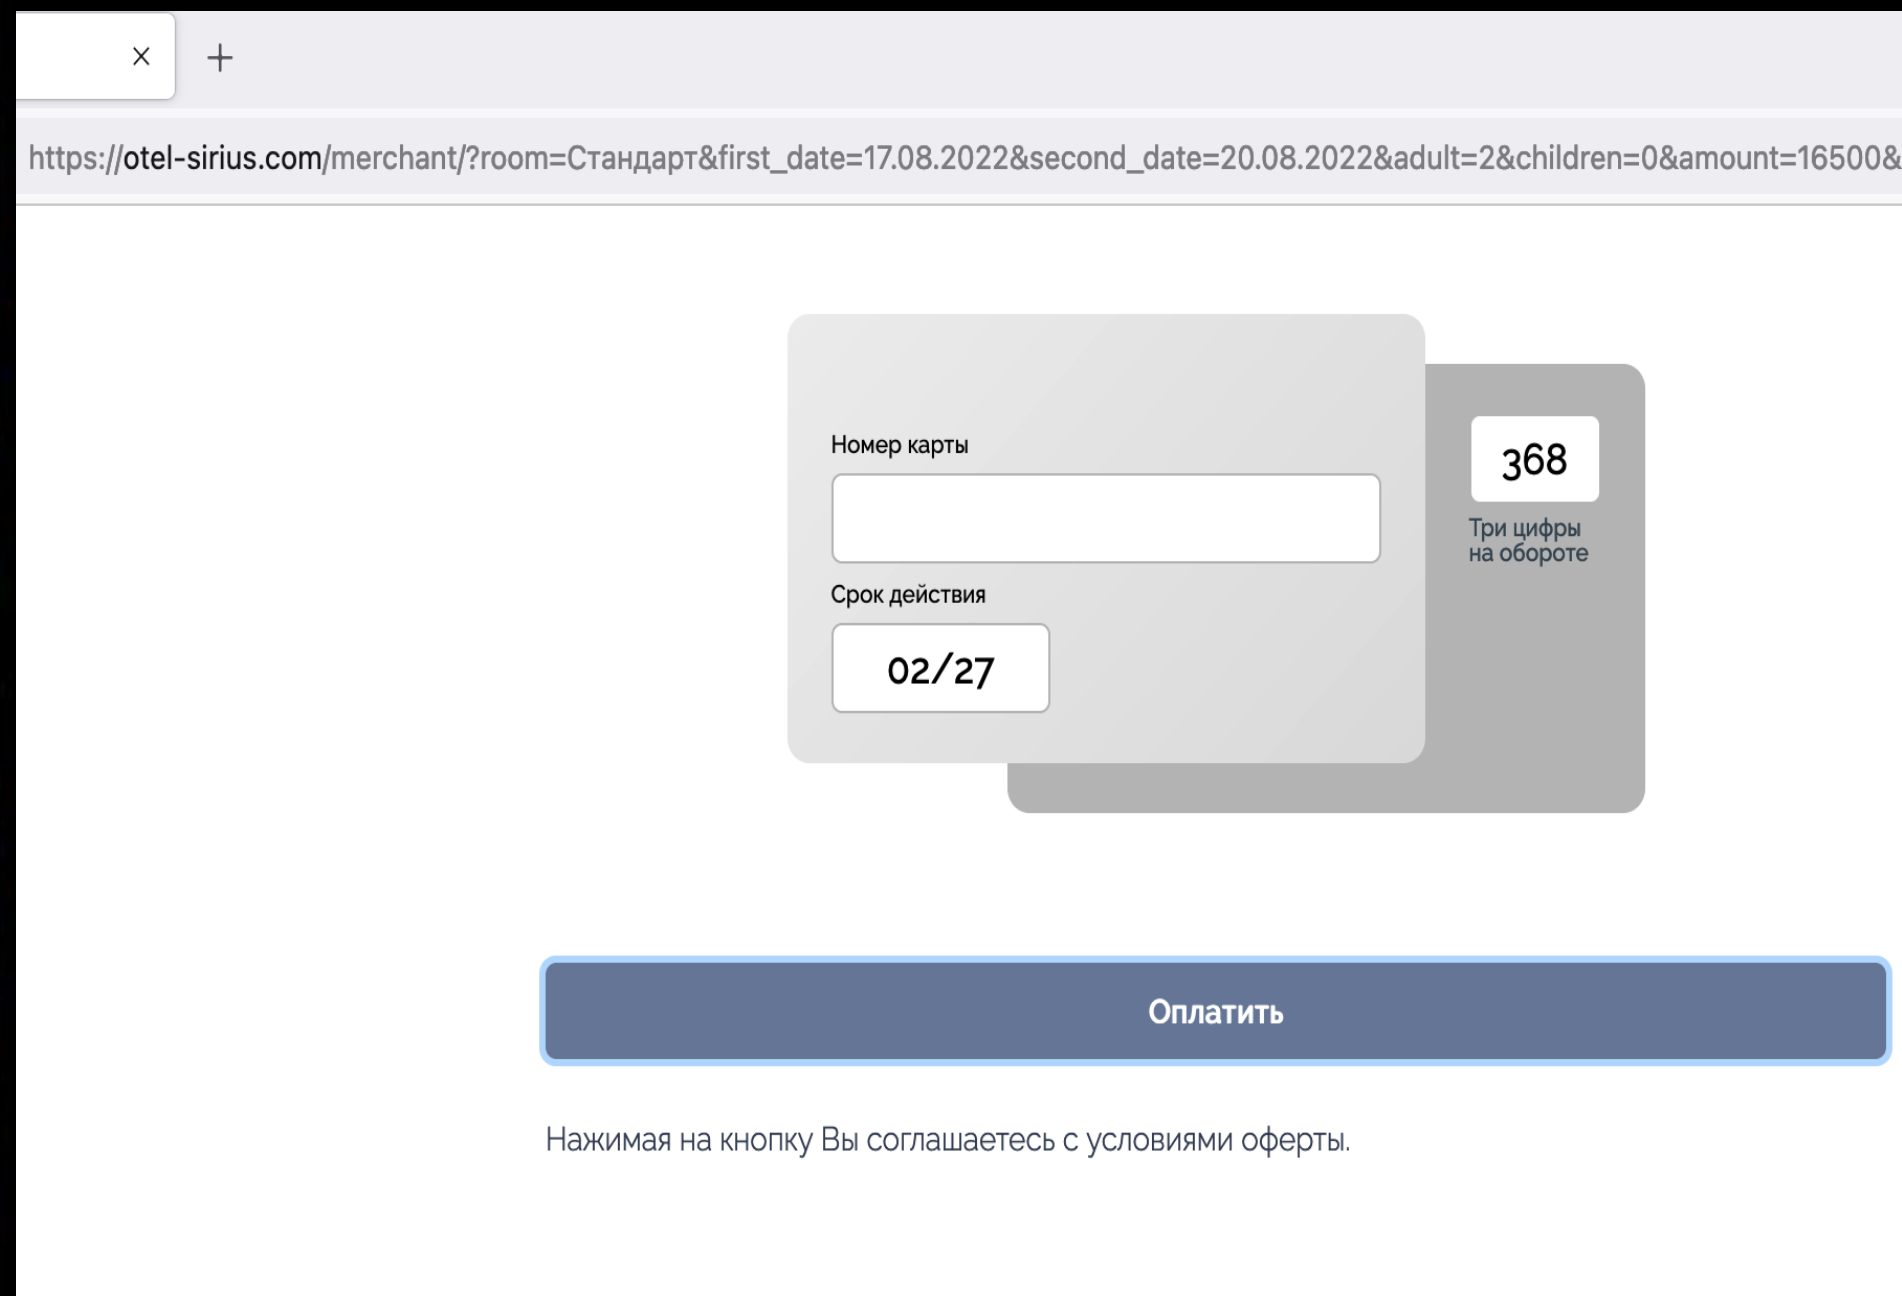 https://otel-sirius.com/merchant/?room=Стандарт&first_date=17.08.2022&second_date=20.08.2022&adult=2&children=0&amount=16500&
Номер карты
368
Три цифры
на обороте
Срок действия
02/27
Оплатить
Нажимая на кнопку Вы соглашаетесь с условиями оферты.